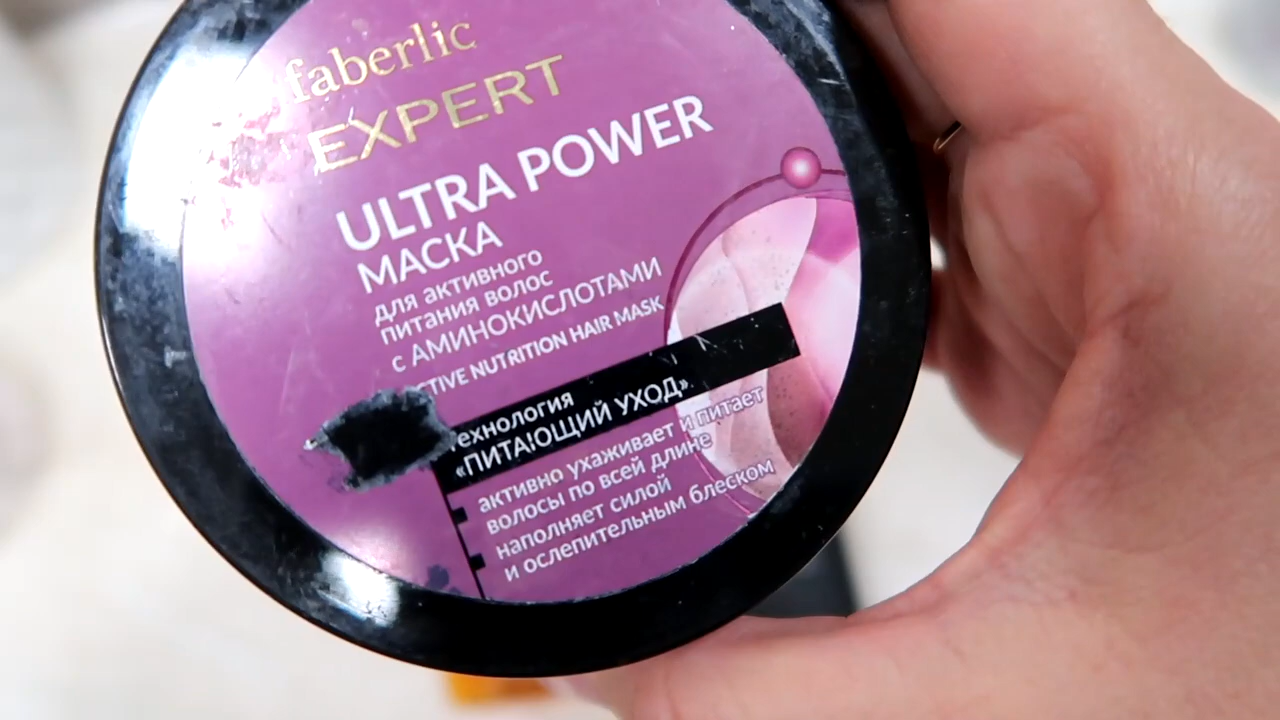 faberlic
EXPERT
ULTRA POWER
МАСКА
для активного
питания волос
с АМИНОКИСЛОТАМИ
NUTRITION HAIR MASK
технология
«ПИТАЮЩИЙ УХОД»
активно ухаживает и питает
волосы по всей длине
наполняет силой
и ослепительным блеском